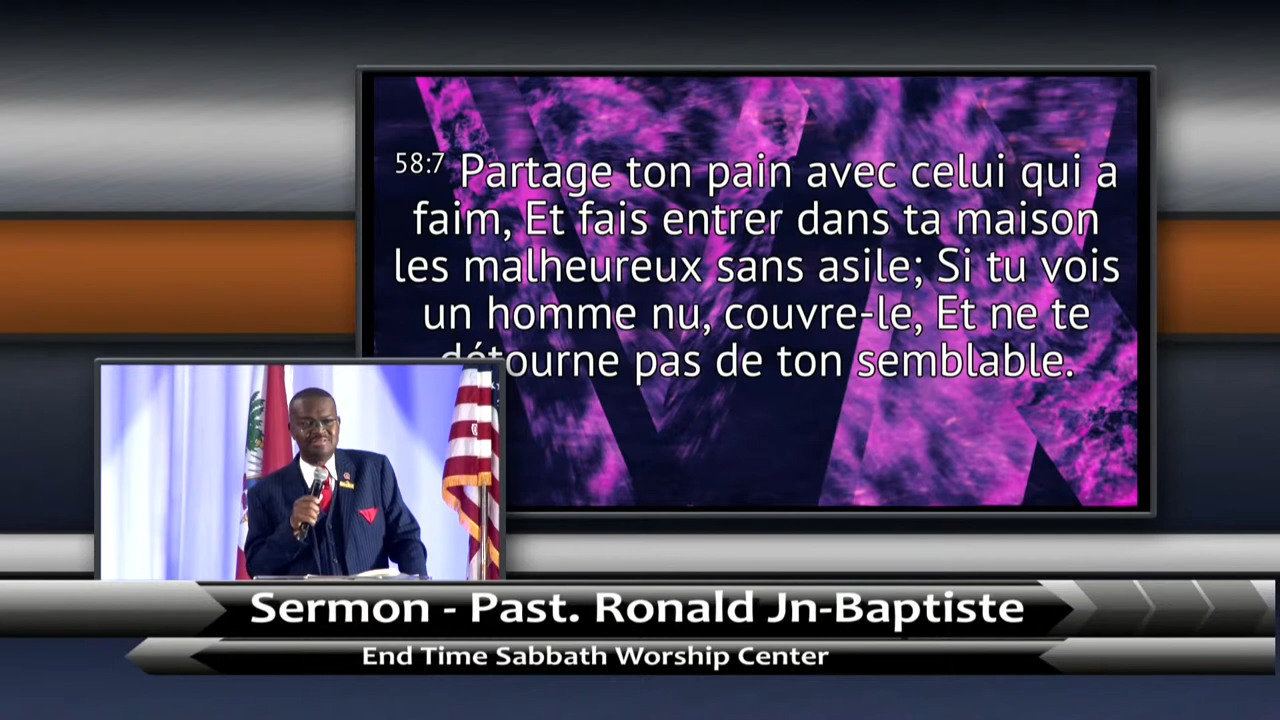 58:7 Partage ton pain avec celui qui a
faim, Et fais entrer dans ta maison
les malheureux sans asile; Si tu vois
un homme nu, couvre-le, Et ne te
détourne pas de ton semblable.
Sermon - Past. Ronald Jn-Baptiste
End Time Sabbath Worship Center